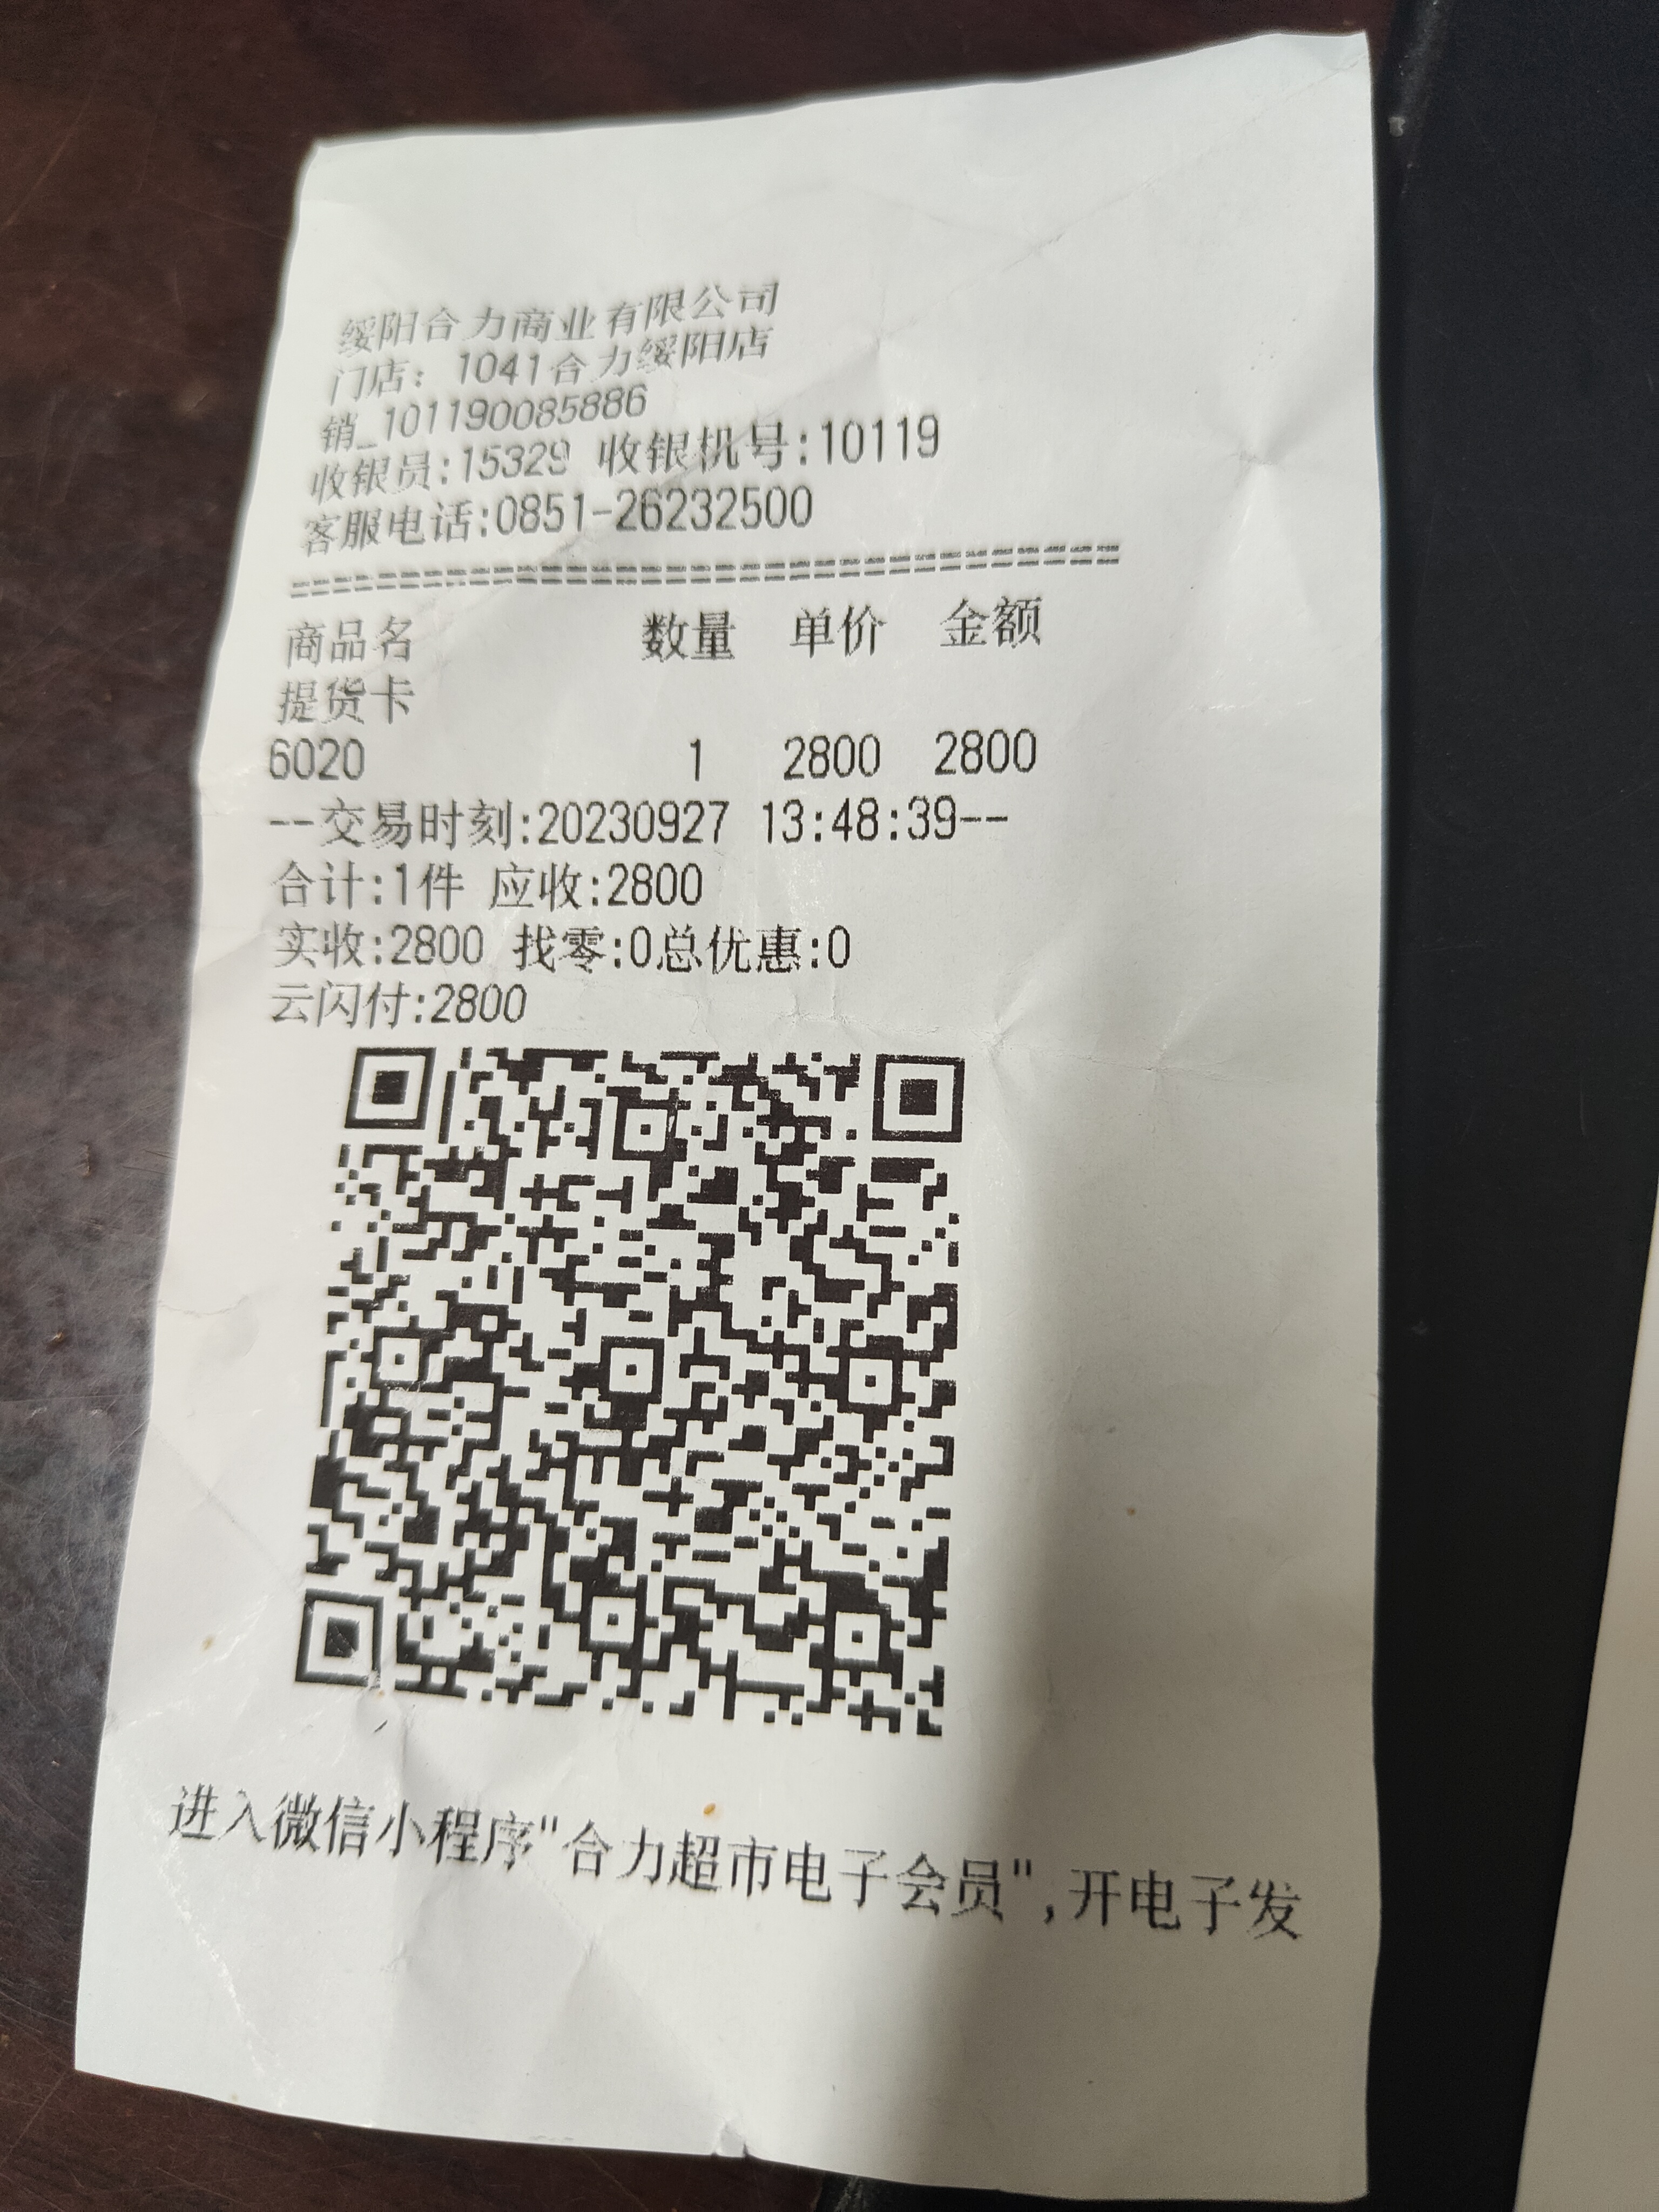 绥阳合力商业有限公司
门店：1041合力绥阳店
销_101190085886
收银员:15329 收银机号:10119
客服电话:0851-26232500
==================================
商品名 数量 单价 金额
提货卡
6020 1 2800 2800
--交易时刻:20230927 13:48:39--
合计:1件 应收:2800
实收:2800 找零:0总优惠:0
云闪付:2800
进入微信小程序"合力超市电子会员",开电子发